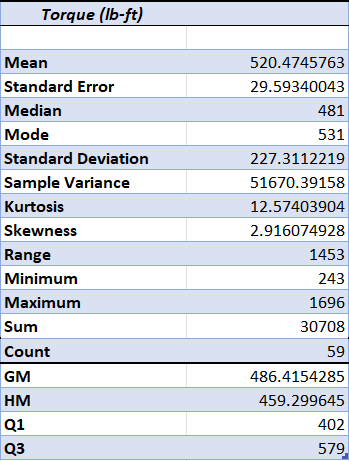 Torque (lb-ft)
Mean 520.4745763
Standard Error 29.59340043
Median 481
Mode 531
Standard Deviation 227.3112219
Sample Variance 51670.39158
Kurtosis 12.57403904
Skewness 2.916074928
Range 1453
Minimum 243
Maximum 1696
Sum 30708
Count 59
GM 486.4154285
HM 459.299645
Q1 402
Q3 579